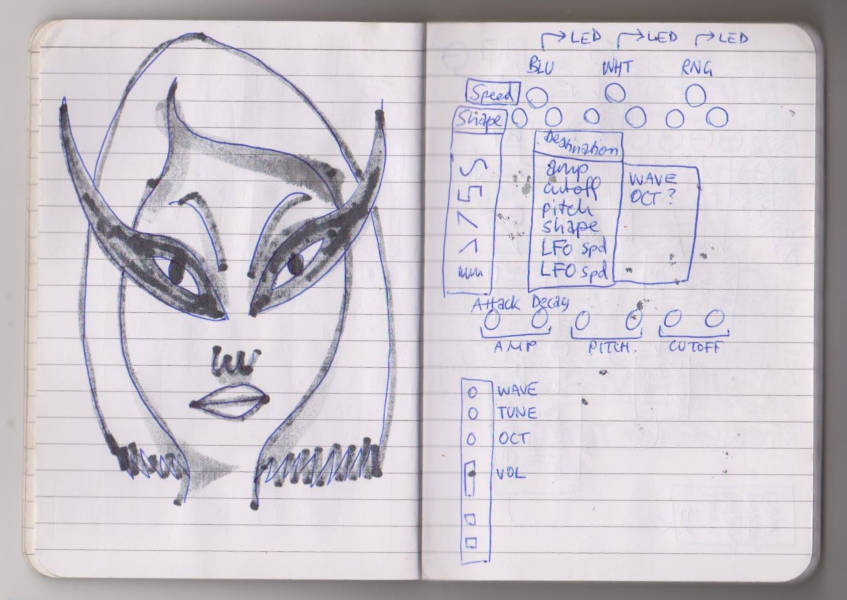 LED LED LED
BLU WHT RNG
Speed
Shape
Destination
amp
cutoff
pitch
shape
LFO spd
LFO spd
WAVE
OCT?
Attack Decay
AMP PITCH CUTOFF
WAVE
TUNE
OCT
VOL